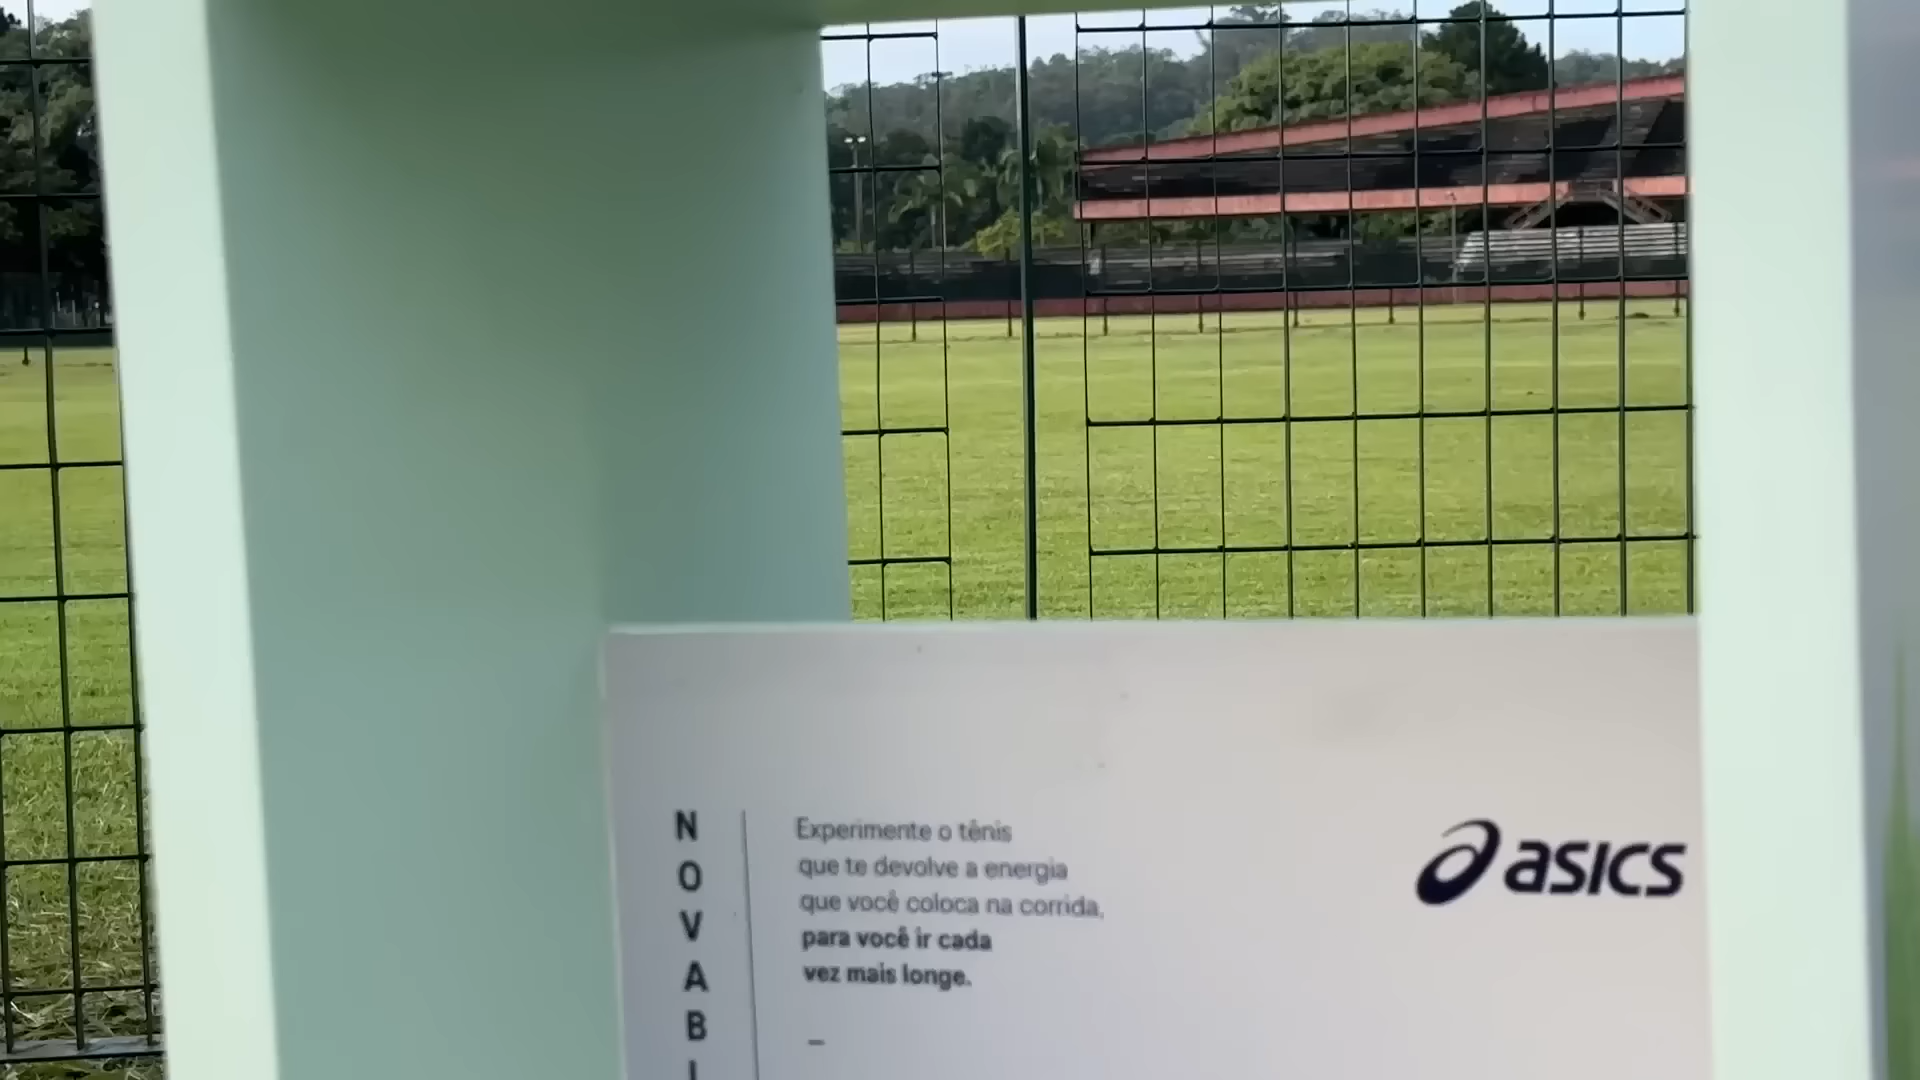 NOVABL
Experimente o tênis
que te devolve a energia
que você coloca na corrida,
para você ir cada
vez mais longe.
_
asics